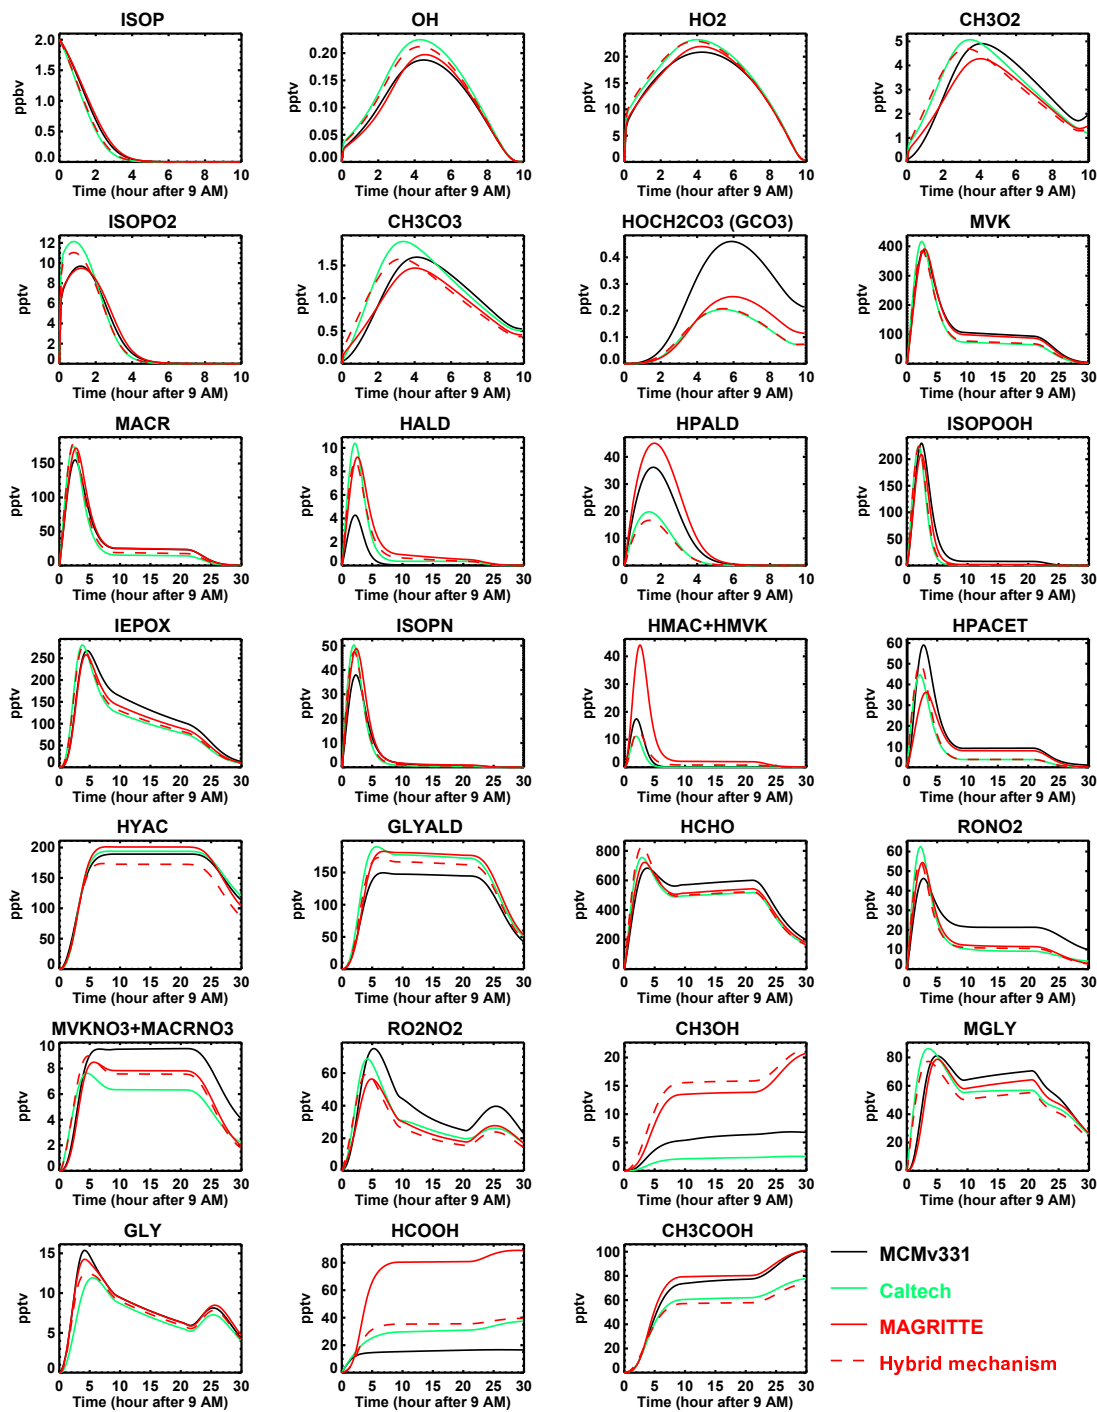 ISOP
2.0
1.5
1.0
0.5
0.0
ppbv
0 2 4 6 8 10
Time (hour after 9 AM)
OH
0.20
0.15
0.10
0.05
0.00
pptv
0 2 4 6 8 10
Time (hour after 9 AM)
HO2
20
15
10
5
0
pptv
0 2 4 6 8 10
Time (hour after 9 AM)
CH3O2
5
4
3
2
1
0
pptv
0 2 4 6 8 10
Time (hour after 9 AM)
ISOPO2
12
10
8
6
4
2
0
pptv
0 2 4 6 8 10
Time (hour after 9 AM)
CH3CO3
1.5
1.0
0.5
0.0
pptv
0 2 4 6 8 10
Time (hour after 9 AM)
HOCH2CO3 (GCO3)
0.4
0.3
0.2
0.1
0.0
pptv
0 2 4 6 8 10
Time (hour after 9 AM)
MVK
400
300
200
100
0
pptv
0 5 10 15 20 25 30
Time (hour after 9 AM)
MACR
150
100
50
0
pptv
0 5 10 15 20 25 30
Time (hour after 9 AM)
HALD
10
8
6
4
2
0
pptv
0 5 10 15 20 25 30
Time (hour after 9 AM)
HPALD
40
30
20
10
0
pptv
0 2 4 6 8 10
Time (hour after 9 AM)
ISOPOOH
200
150
100
50
0
pptv
0 5 10 15 20 25 30
Time (hour after 9 AM)
IEPOX
250
200
150
100
50
0
pptv
0 5 10 15 20 25 30
Time (hour after 9 AM)
ISOPN
50
40
30
20
10
0
pptv
0 5 10 15 20 25 30
Time (hour after 9 AM)
HMAC+HMVK
40
30
20
10
0
pptv
0 5 10 15 20 25 30
Time (hour after 9 AM)
HPACET
60
50
40
30
20
10
0
pptv
0 5 10 15 20 25 30
Time (hour after 9 AM)
HYAC
200
150
100
50
0
pptv
0 5 10 15 20 25 30
Time (hour after 9 AM)
GLYALD
150
100
50
0
pptv
0 5 10 15 20 25 30
Time (hour after 9 AM)
HCHO
800
600
400
200
0
pptv
0 5 10 15 20 25 30
Time (hour after 9 AM)
RONO2
60
50
40
30
20
10
0
pptv
0 5 10 15 20 25 30
Time (hour after 9 AM)
MVKNO3+MACRNO3
10
8
6
4
2
0
pptv
0 5 10 15 20 25 30
Time (hour after 9 AM)
RO2NO2
60
40
20
0
pptv
0 5 10 15 20 25 30
Time (hour after 9 AM)
CH3OH
20
15
10
5
0
pptv
0 5 10 15 20 25 30
Time (hour after 9 AM)
MGLY
80
60
40
20
0
pptv
0 5 10 15 20 25 30
Time (hour after 9 AM)
GLY
15
10
5
0
pptv
0 5 10 15 20 25 30
Time (hour after 9 AM)
HCOOH
80
60
40
20
0
pptv
0 5 10 15 20 25 30
Time (hour after 9 AM)
CH3COOH
100
80
60
40
20
0
pptv
0 5 10 15 20 25 30
Time (hour after 9 AM)
MCMv331
Caltech
MAGRITTE
Hybrid mechanism